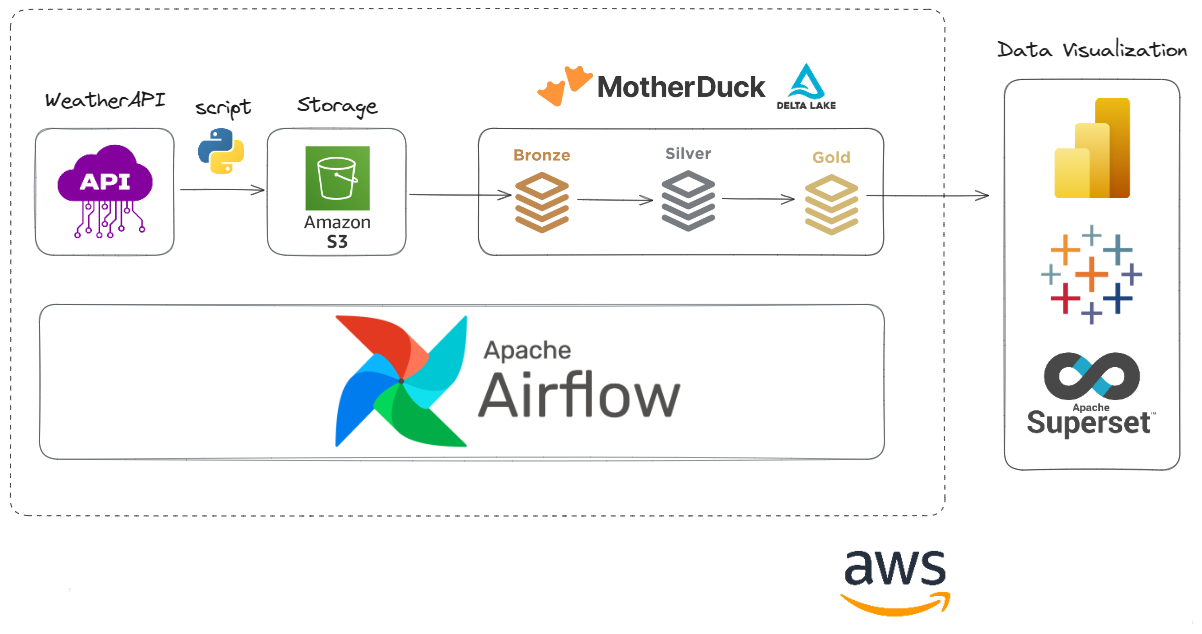 Data Visualization
MotherDuck
DELTA LAKE
WeatherAPI
script
Storage
API
Amazon
S3
Bronze
Silver
Gold
Apache
Airflow
Apache
Superset™
aws